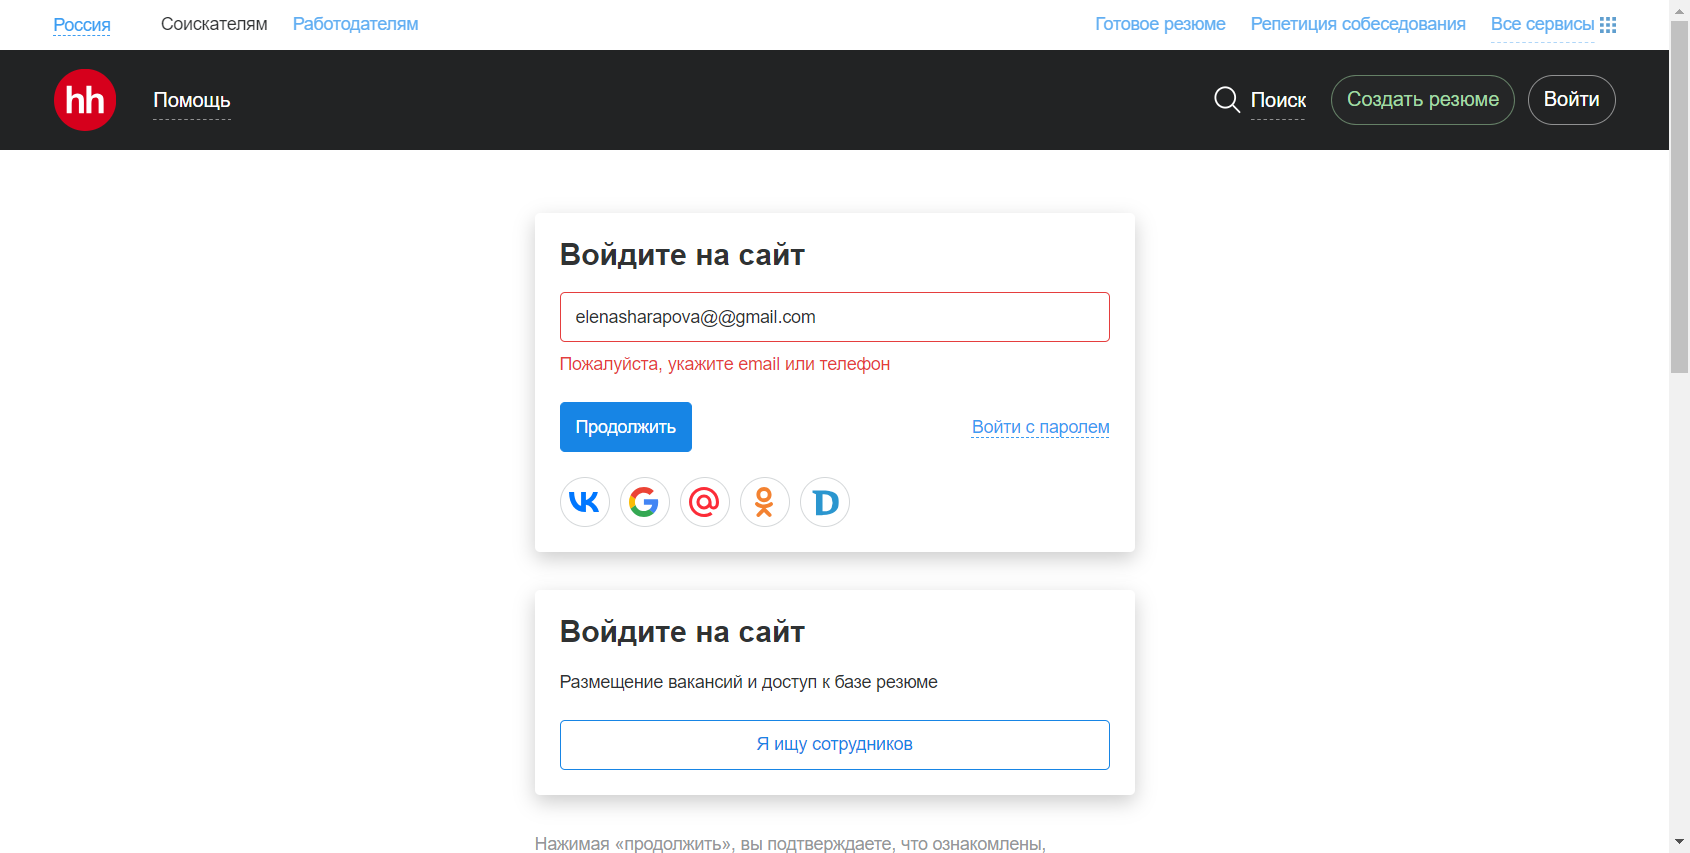 Россия Соискателям Работодателям Готовое резюме Репетиция собеседования Все сервисы
hh Помощь Поиск Создать резюме Войти
Войдите на сайт
elenasharapova@@gmail.com
Пожалуйста, укажите email или телефон
Продолжить Войти с паролем
Войдите на сайт
Размещение вакансий и доступ к базе резюме
Я ищу сотрудников
Нажимая «продолжить», вы подтверждаете, что ознакомлены,